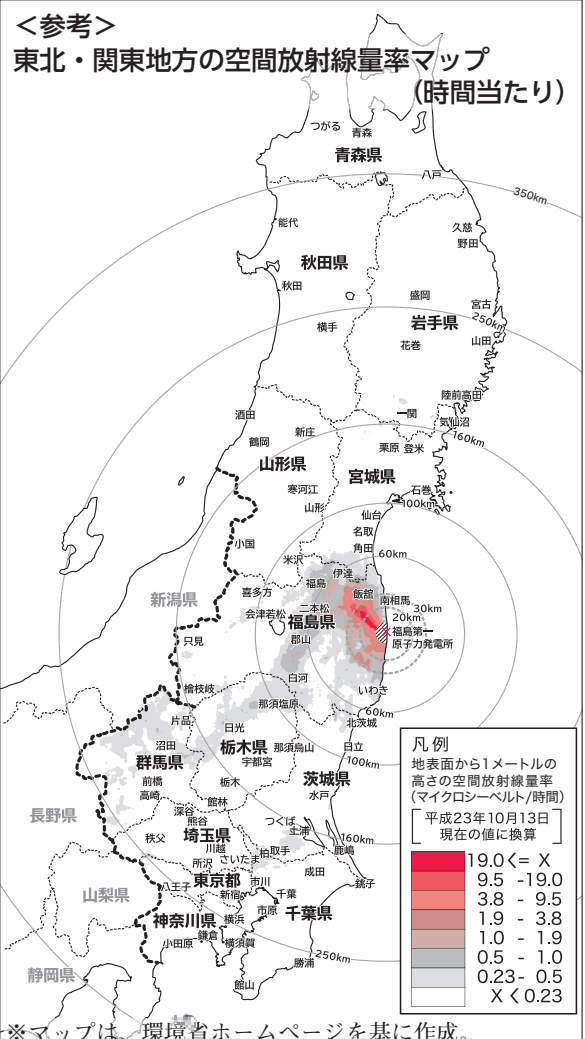 ＜参考＞
東北・関東地方の空間放射線量率マップ
（時間当たり）
つがる
青森
青森県
八戸
350km
能代
久慈
野田
秋田県
秋田
盛岡
宮古
250km
岩手県
山田
横手
花巻
陸前高田
酒田
一関
気仙沼
160km
新庄
鶴岡
栗原 登米
山形県
宮城県
寒河江
石巻
100km
山形
仙台
名取
小国
角田
米沢
60km
伊達
福島
喜多方
飯舘
南相馬
新潟県
二本松
30km
会津若松
福島県
20km
福島第一
原子力発電所
只見
郡山
白河
檜枝岐
いわき
那須塩原
60km
片品
北茨城
日光
沼田
栃木県
那須烏山
日立
群馬県
宇都宮
100km
前橋
栃木
茨城県
高崎
水戸
館林
長野県
深谷
熊谷
つくば
土浦
秩父
埼玉県
160km
川越
鹿嶋
柏
取手
所沢
さいたま
成田
東京都
市川
銚子
山梨県
八王子
新宿
千葉
神奈川県
市原
千葉県
横浜
鎌倉
小田原
横須賀
250km
勝浦
静岡県
館山
凡例
地表面から1メートルの
高さの空間放射線量率
（マイクロシーベルト/時間）
平成23年10月13日
現在の値に換算
19.0<= X
9.5 -19.0
3.8 - 9.5
1.9 - 3.8
1.0 - 1.9
0.5 - 1.0
0.23- 0.5
X<0.23
※マップは、環境省ホームページを基に作成。